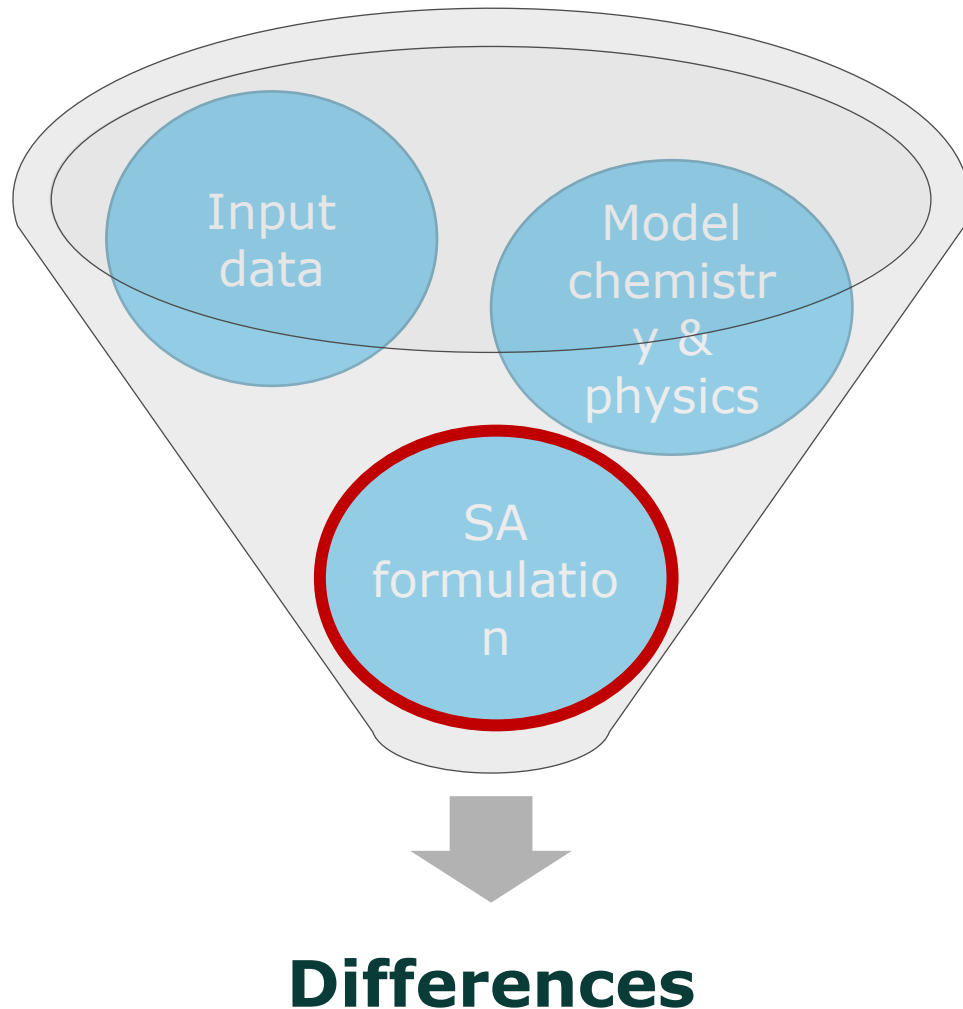 Input
data
Model
chemistr
y &
physics
SA
formulatio
n
Differences